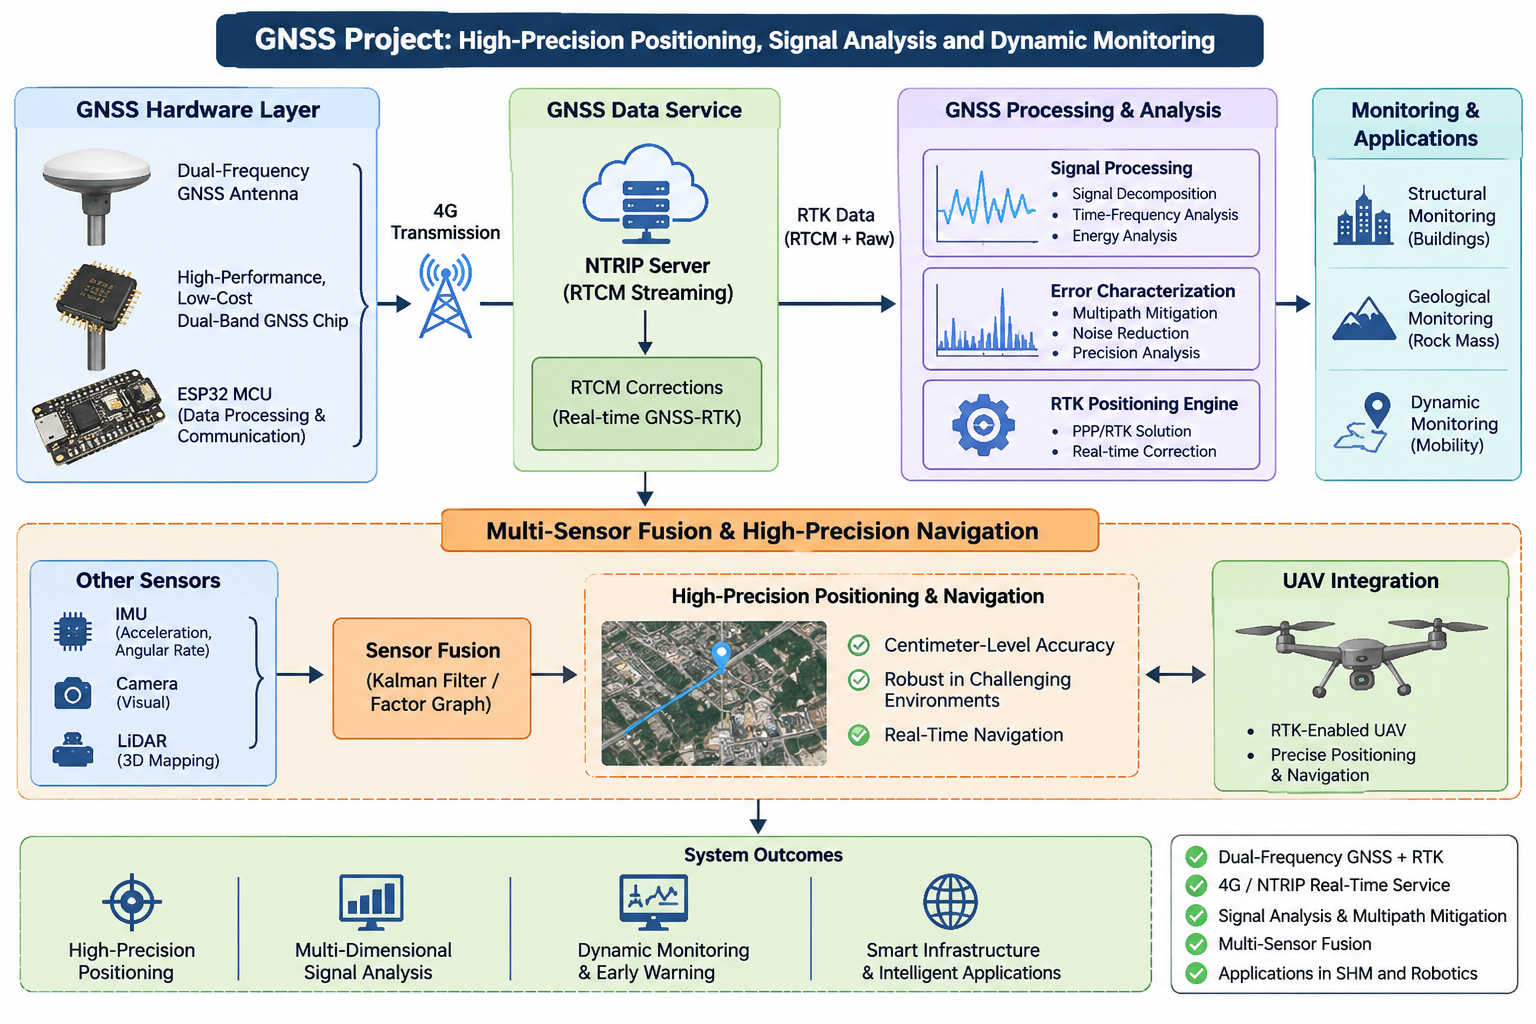 GNSS Project: High-Precision Positioning, Signal Analysis and Dynamic Monitoring
GNSS Hardware Layer
Dual-Frequency
GNSS Antenna
High-Performance,
Low-Cost
Dual-Band GNSS Chip
ESP32 MCU
(Data Processing &
Communication)
4G
Transmission
GNSS Data Service
NTRIP Server
(RTCM Streaming)
RTCM Corrections
(Real-time GNSS-RTK)
RTK Data
(RTCM + Raw)
GNSS Processing & Analysis
Signal Processing
• Signal Decomposition
• Time-Frequency Analysis
• Energy Analysis
Error Characterization
• Multipath Mitigation
• Noise Reduction
• Precision Analysis
RTK Positioning Engine
• PPP/RTK Solution
• Real-time Correction
Monitoring &
Applications
Structural
Monitoring
(Buildings)
Geological
Monitoring
(Rock Mass)
Dynamic
Monitoring
(Mobility)
Multi-Sensor Fusion & High-Precision Navigation
Other Sensors
IMU
(Acceleration,
Angular Rate)
Camera
(Visual)
LiDAR
(3D Mapping)
Sensor Fusion
(Kalman Filter /
Factor Graph)
High-Precision Positioning & Navigation
Centimeter-Level Accuracy
Robust in Challenging
Environments
Real-Time Navigation
UAV Integration
• RTK-Enabled UAV
• Precise Positioning
& Navigation
System Outcomes
High-Precision
Positioning
Multi-Dimensional
Signal Analysis
Dynamic Monitoring
& Early Warning
Smart Infrastructure
& Intelligent Applications
Dual-Frequency GNSS + RTK
4G / NTRIP Real-Time Service
Signal Analysis & Multipath Mitigation
Multi-Sensor Fusion
Applications in SHM and Robotics